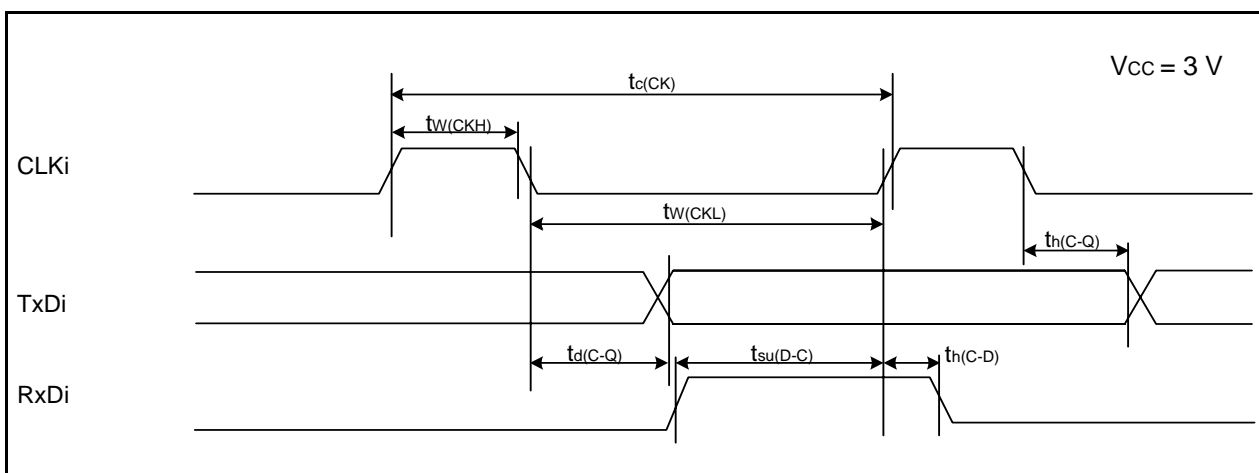 VCC = 3 V
tc(CK)
tW(CKH)
CLKi
tW(CKL)
th(C-Q)
TxDi
td(C-Q)
tsu(D-C)
th(C-D)
RxDi